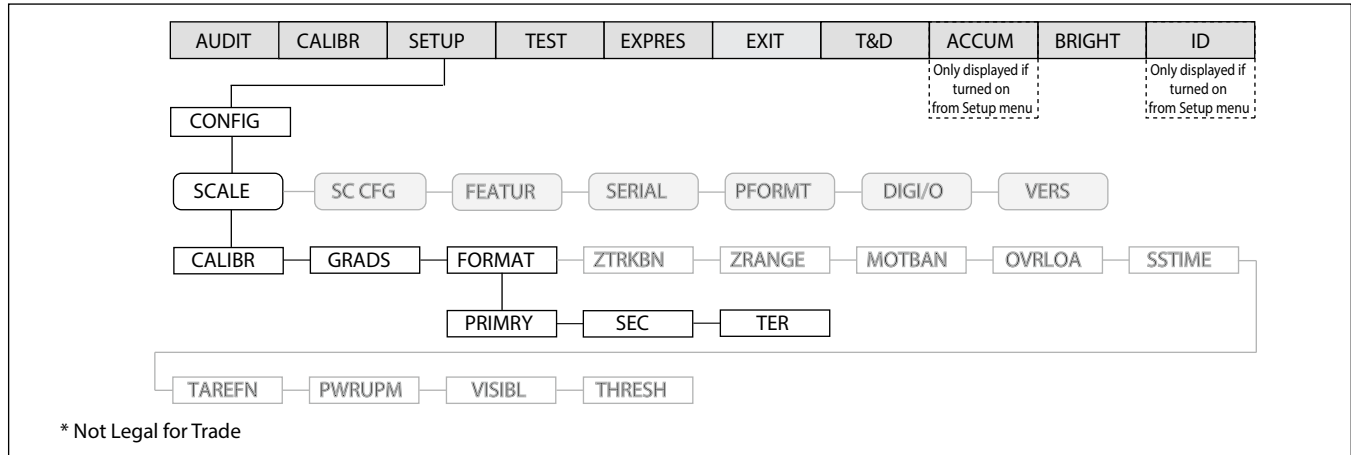 AUDIT CALIBR SETUP TEST EXPRES EXIT T&D ACCUM BRIGHT ID
Only displayed if
turned on
from Setup menu
Only displayed if
turned on
from Setup menu
CONFIG
SCALE SC CFG FEATUR SERIAL PFORMT DIGI/O VERS
CALIBR GRADS FORMAT ZTRKBN ZRANGE MOTBAN OVRLOA SSTIME
PRIMRY SEC TER
TAREFN PWRUPM VISIBL THRESH
* Not Legal for Trade